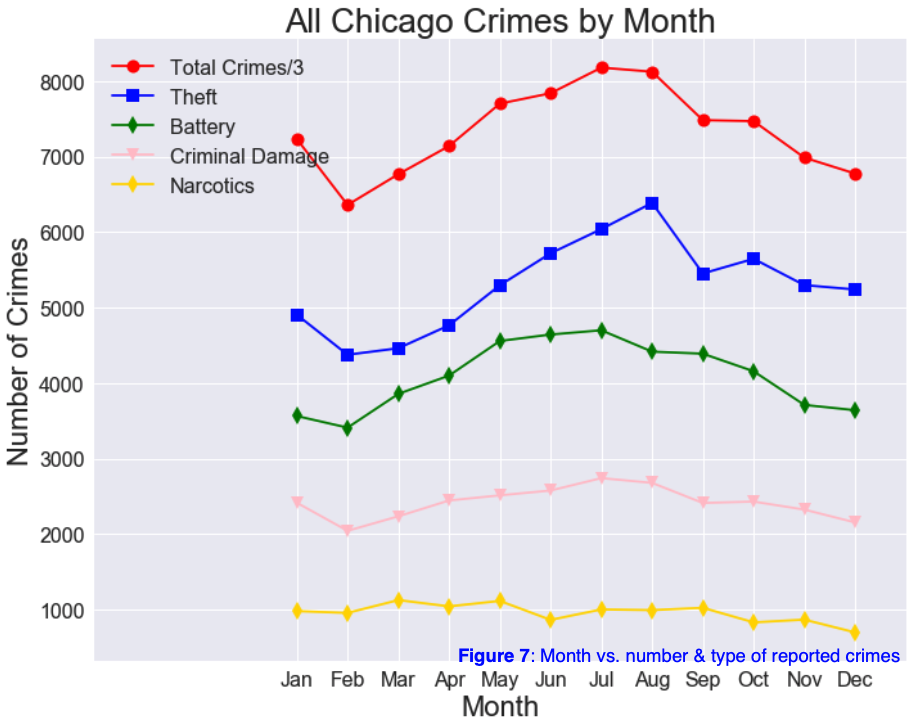 All Chicago Crimes by Month
Total Crimes/3
Theft
Battery
Criminal Damage
Narcotics
8000
7000
6000
5000
4000
3000
2000
1000
Number of Crimes
Figure 7: Month vs. number & type of reported crimes
Jan Feb Mar Apr May Jun Jul Aug Sep Oct Nov Dec
Month